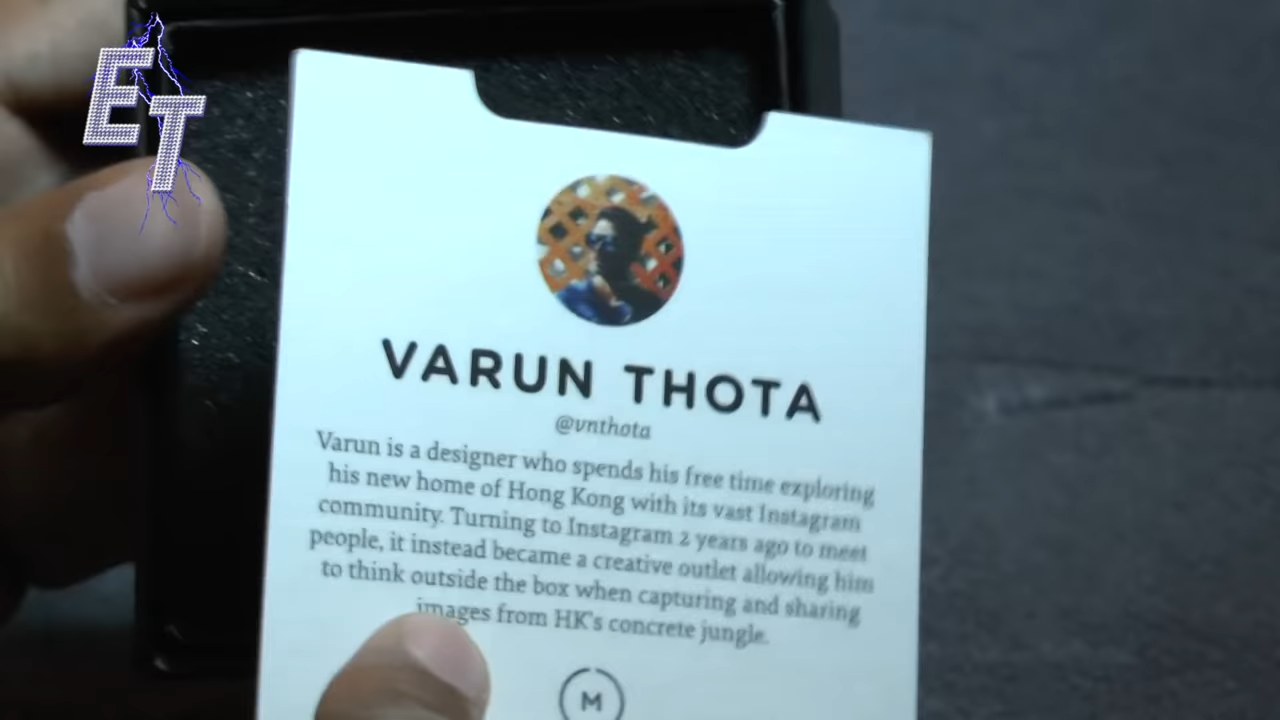 ET
VARUN THOTA
@vnthota
Varun is a designer who spends his free time exploring
his new home of Hong Kong with its vast Instagram
community. Turning to Instagram 2 years ago to meet
people, it instead became a creative outlet allowing him
to think outside the box when capturing and sharing
images from HK's concrete jungle.
M